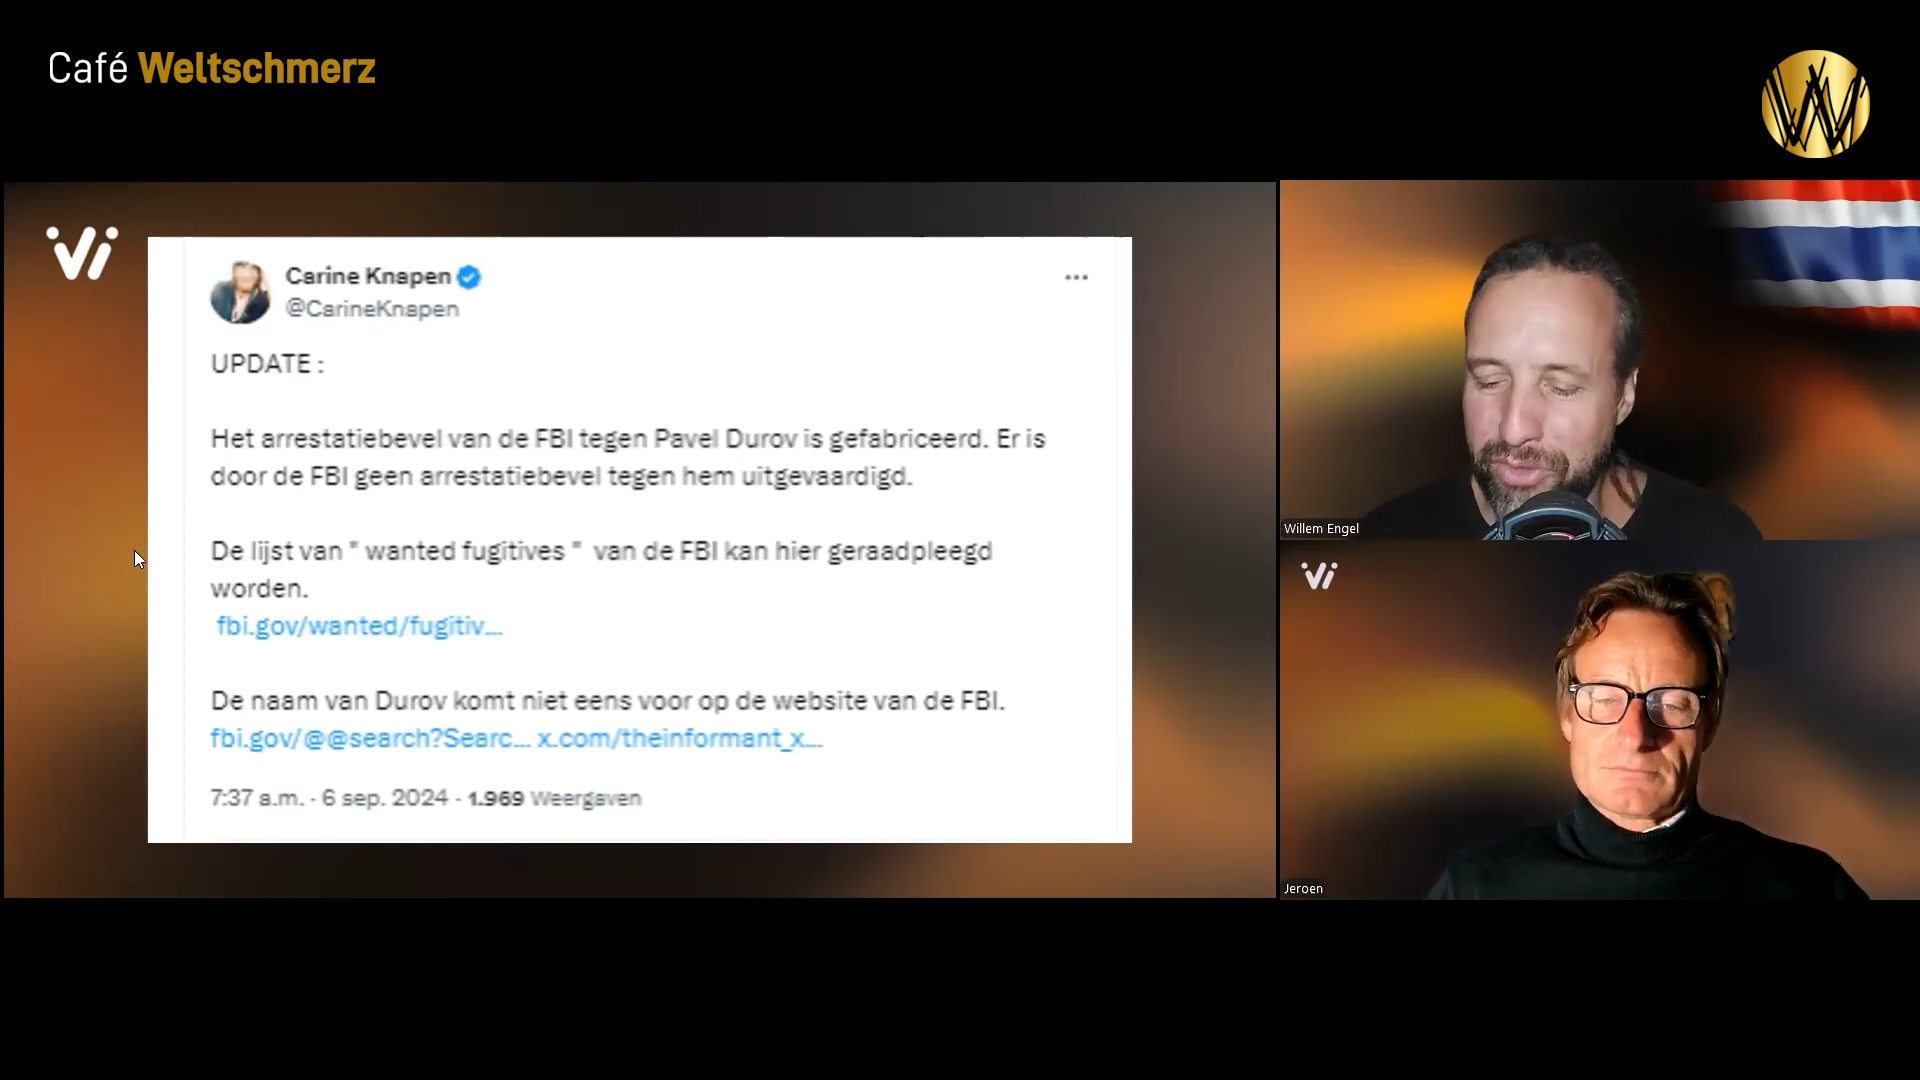 Café Weltschmerz
Carine Knapen
@CarineKnapen
UPDATE :
Het arrestatiebevel van de FBI tegen Pavel Durov is gefabriceerd. Er is
door de FBI geen arrestatiebevel tegen hem uitgevaardigd.
De lijst van " wanted fugitives "  van de FBI kan hier geraadpleegd
worden.
fbi.gov/wanted/fugitiv...
De naam van Durov komt niet eens voor op de website van de FBI.
fbi.gov/@@search?Searc... x.com/theinformant_x...
7:37 a.m. · 6 sep. 2024 · 1.969 Weergaven
Willem Engel
Jeroen